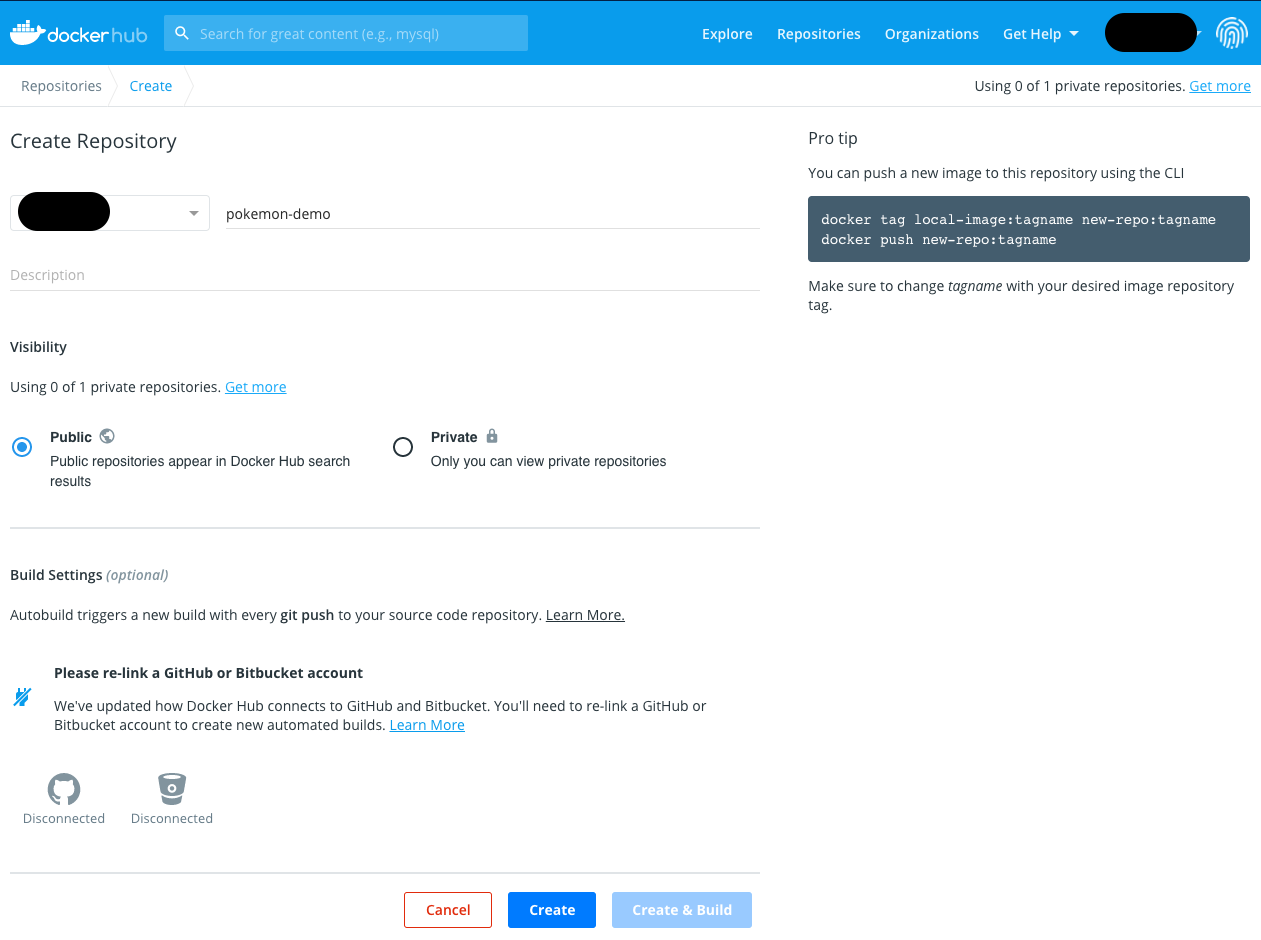 docker hub
Search for great content (e.g., mysql)
Explore
Repositories
Organizations
Get Help
Repositories
Create
Using 0 of 1 private repositories. Get more
Create Repository
pokemon-demo
Description
Visibility
Using 0 of 1 private repositories. Get more
Public
Public repositories appear in Docker Hub search
results
Private
Only you can view private repositories
Build Settings (optional)
Autobuild triggers a new build with every git push to your source code repository. Learn More.
Please re-link a GitHub or Bitbucket account
We've updated how Docker Hub connects to GitHub and Bitbucket. You'll need to re-link a GitHub or
Bitbucket account to create new automated builds. Learn More
Disconnected
Disconnected
Cancel
Create
Create & Build
Pro tip
You can push a new image to this repository using the CLI
docker tag local-image:tagname new-repo:tagname
docker push new-repo:tagname
Make sure to change tagname with your desired image repository
tag.